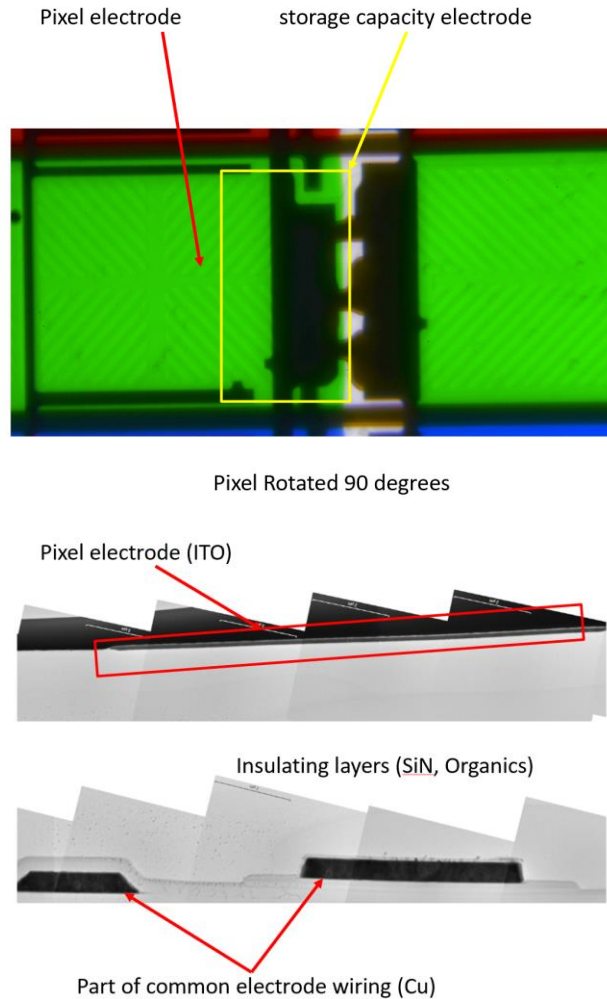 Pixel electrode
storage capacity electrode
Pixel Rotated 90 degrees
Pixel electrode (ITO)
Insulating layers (SiN, Organics)
Part of common electrode wiring (Cu)